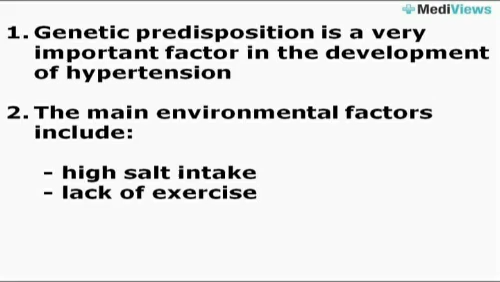 MediViews
1. Genetic predisposition is a very
important factor in the development
of hypertension
2. The main environmental factors
include:
- high salt intake
- lack of exercise